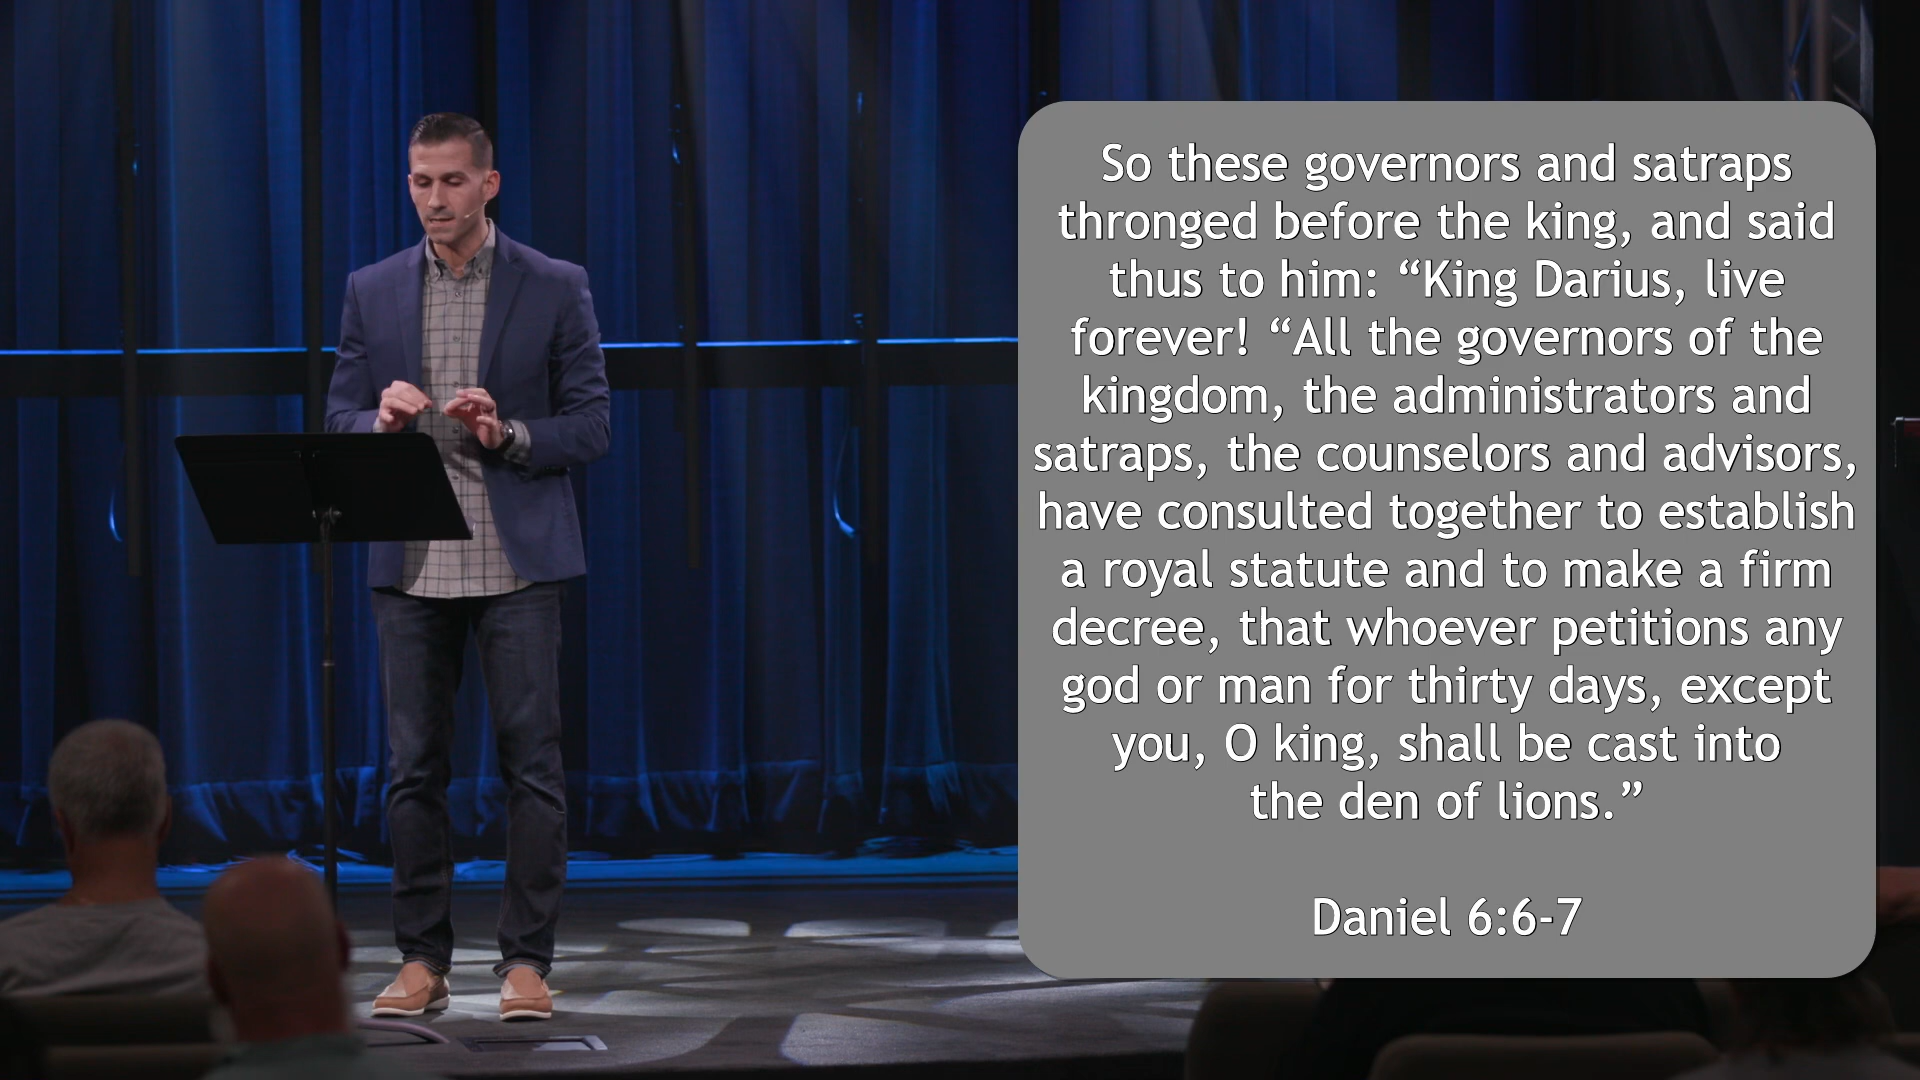 So these governors and satraps
thronged before the king, and said
thus to him: “King Darius, live
forever! “All the governors of the
kingdom, the administrators and
satraps, the counselors and advisors,
have consulted together to establish
a royal statute and to make a firm
decree, that whoever petitions any
god or man for thirty days, except
you, O king, shall be cast into
the den of lions.”
Daniel 6:6-7